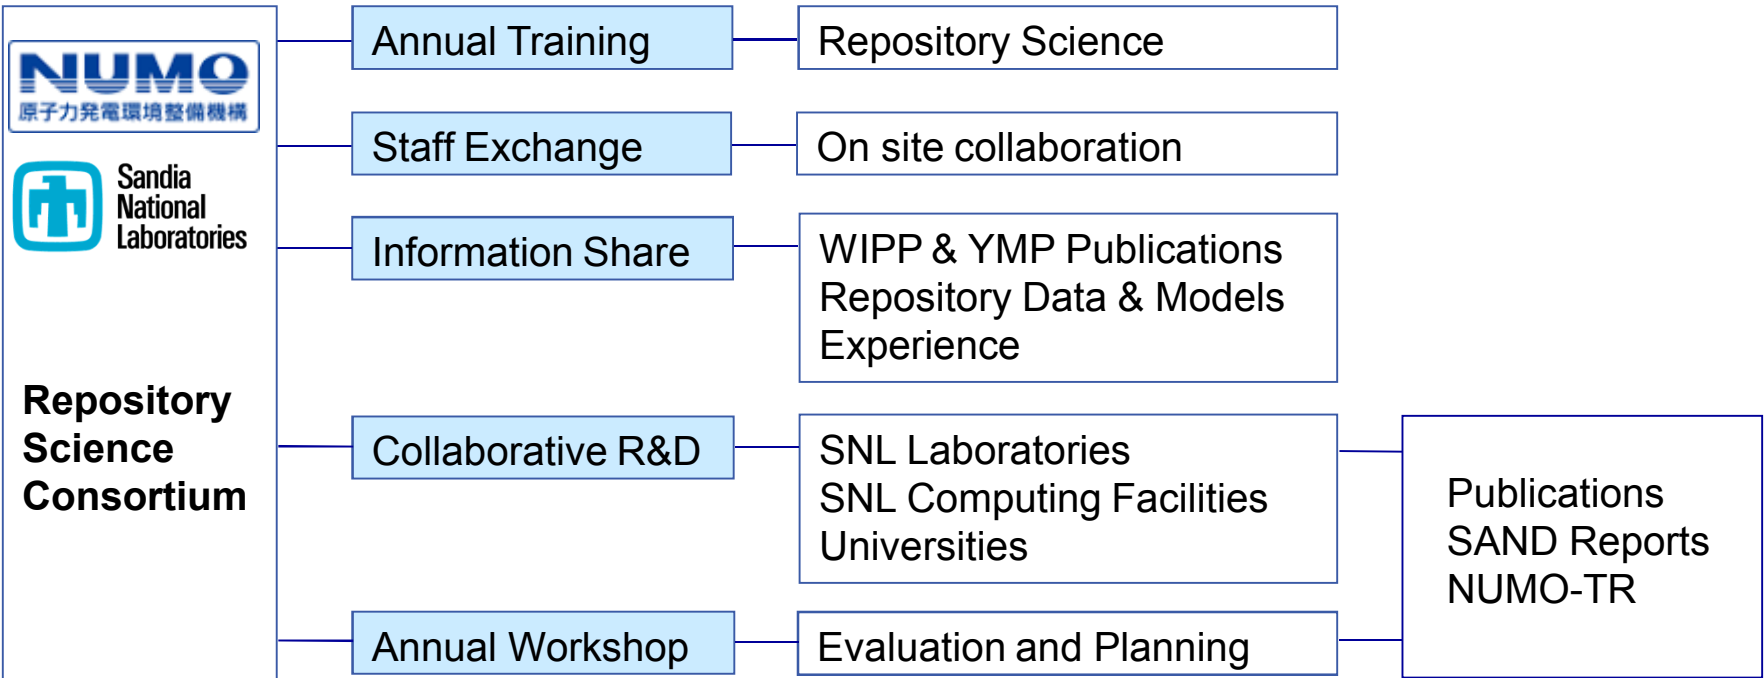 NUMO
原子力発電環境整備機構
Sandia
National
Laboratories
Repository
Science
Consortium
Annual Training
Repository Science
Staff Exchange
On site collaboration
Information Share
WIPP & YMP Publications
Repository Data & Models
Experience
Collaborative R&D
SNL Laboratories
SNL Computing Facilities
Universities
Annual Workshop
Evaluation and Planning
Publications
SAND Reports
NUMO-TR